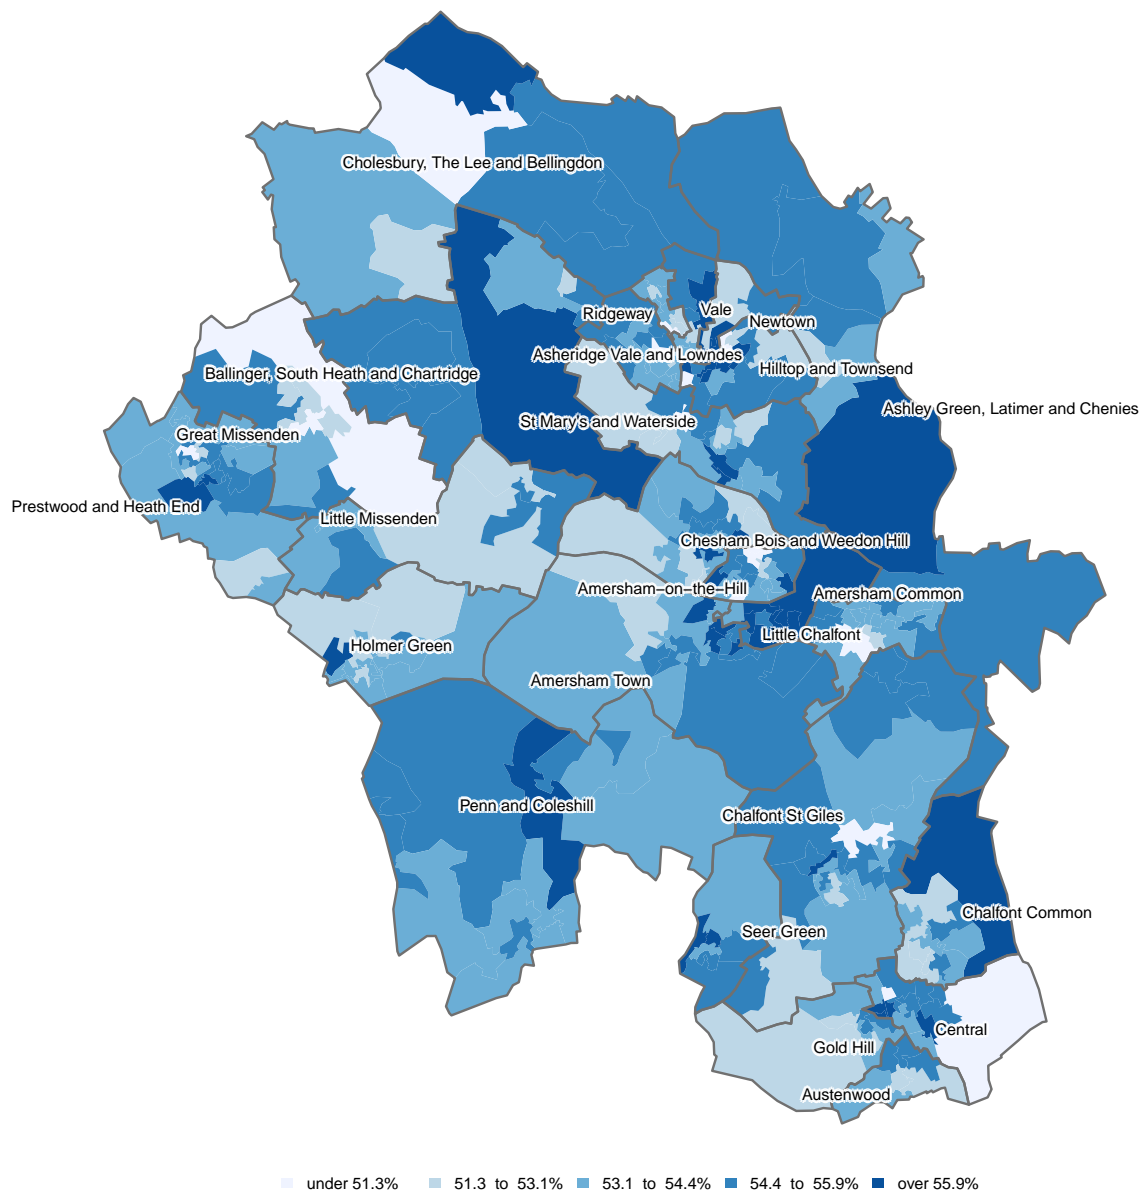 Cholesbury, The Lee and Bellingdon
Ridgeway
Vale
Newtown
Asheridge Vale and Lowndes
Hilltop and Townsend
Ballinger, South Heath and Chartridge
Ashley Green, Latimer and Chenies
St Mary's and Waterside
Great Missenden
Prestwood and Heath End
Little Missenden
Chesham Bois and Weedon Hill
Amersham-on-the-Hill
Amersham Common
Little Chalfont
Holmer Green
Amersham Town
Penn and Coleshill
Chalfont St Giles
Chalfont Common
Seer Green
Central
Gold Hill
Austenwood
under 51.3% 51.3 to 53.1% 53.1 to 54.4% 54.4 to 55.9% over 55.9%